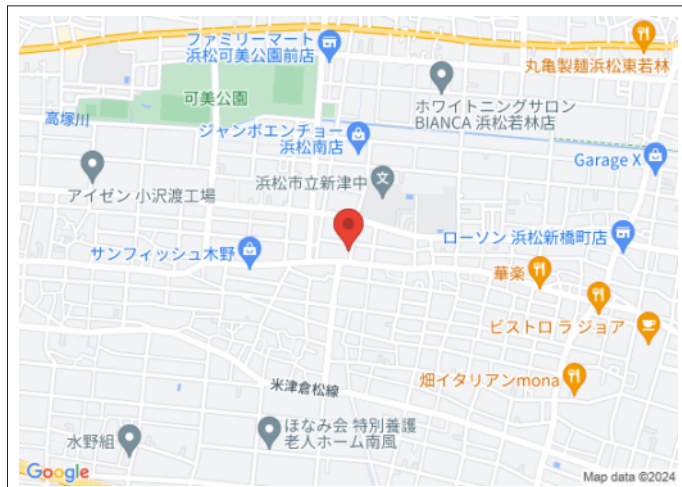 ファミリーマート
浜松可美公園前店
丸亀製麺浜松東若林
可美公園
ホワイトニングサロン
BIANCA 浜松若林店
高塚川
ジャンボエンチョー
浜松南店
Garage X
アイゼン 小沢渡工場
浜松市立新津中
文
ローソン 浜松新橋町店
サンフィッシュ木野
華楽
ビストロ ラ ジョア
畑イタリアンmona
米津倉松線
ほなみ会 特別養護
老人ホーム南風
水野組
Google
Map data ©2024